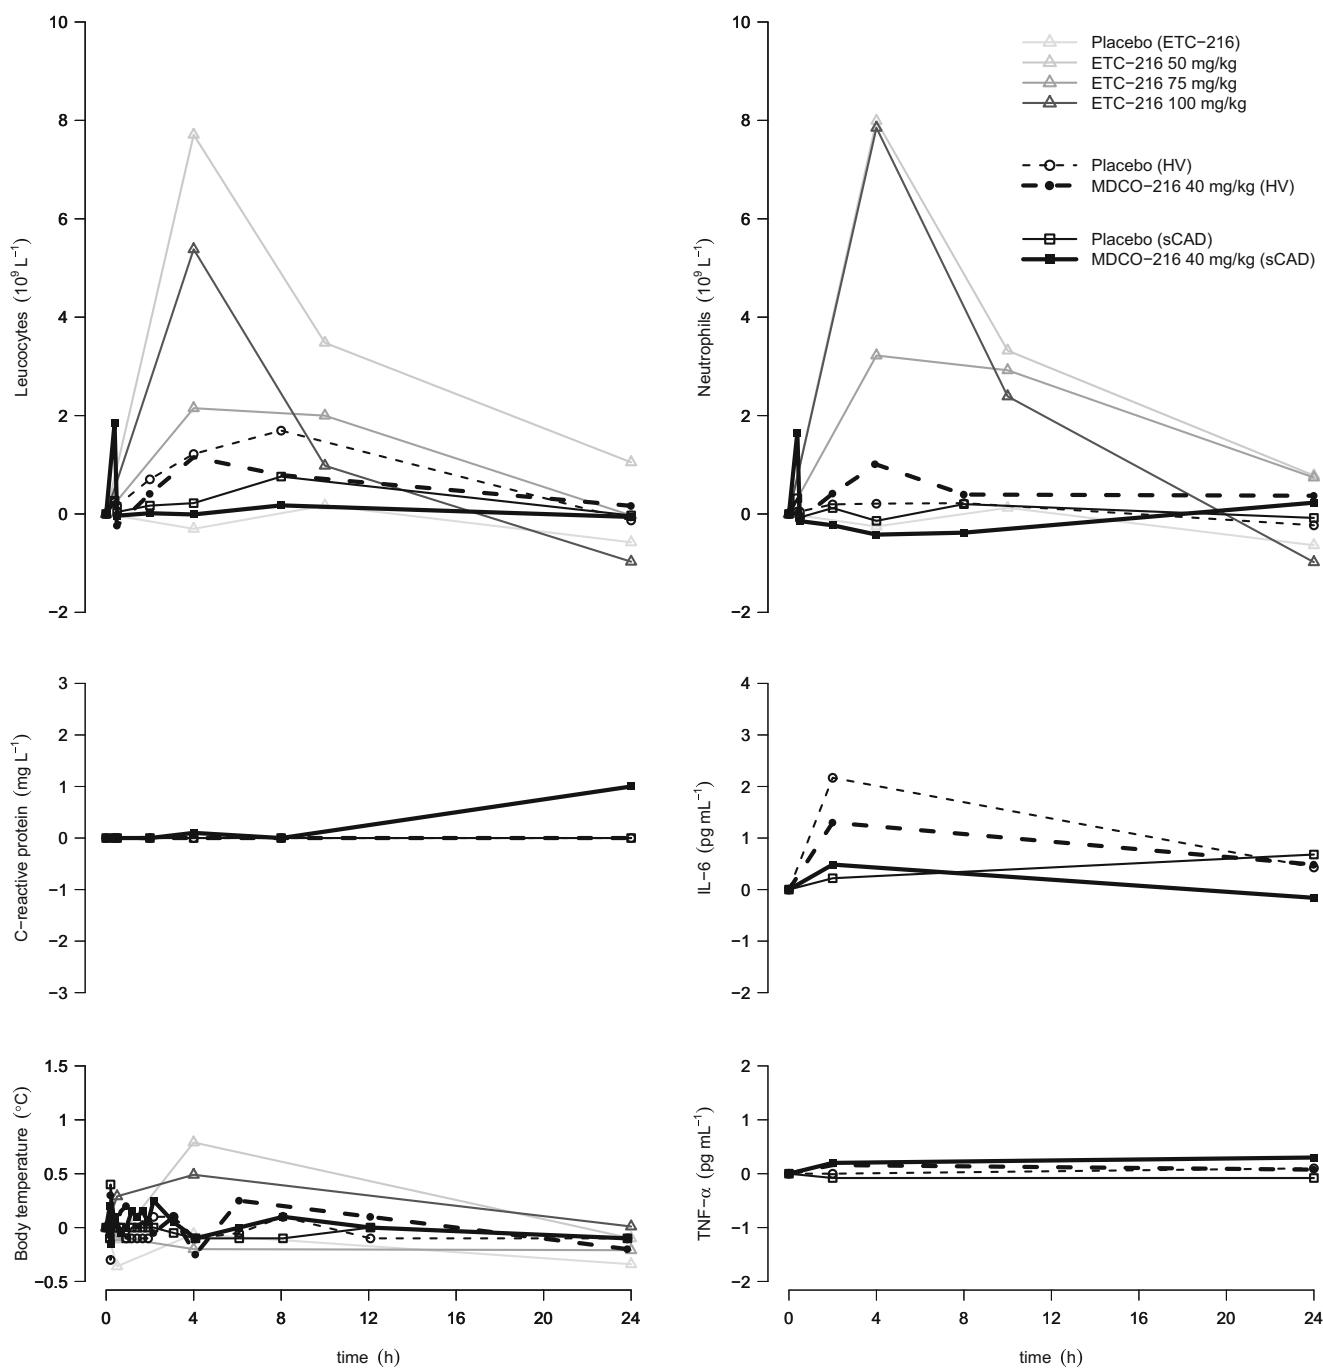 Leucocytes (10⁹ L⁻¹)
10
8
6
4
2
0
−2
Neutrophils (10⁹ L⁻¹)
10
8
6
4
2
0
−2
Placebo (ETC−216)
ETC−216 50 mg/kg
ETC−216 75 mg/kg
ETC−216 100 mg/kg
Placebo (HV)
MDCO−216 40 mg/kg (HV)
Placebo (sCAD)
MDCO−216 40 mg/kg (sCAD)
C−reactive protein (mg L⁻¹)
3
2
1
0
−1
−2
−3
IL−6 (pg mL⁻¹)
4
3
2
1
0
−1
−2
Body temperature (°C)
1.5
1
0.5
0
−0.5
0 4 8 12 16 20 24
time (h)
TNF−α (pg mL⁻¹)
2
1
0
−1
−2
0 4 8 12 16 20 24
time (h)